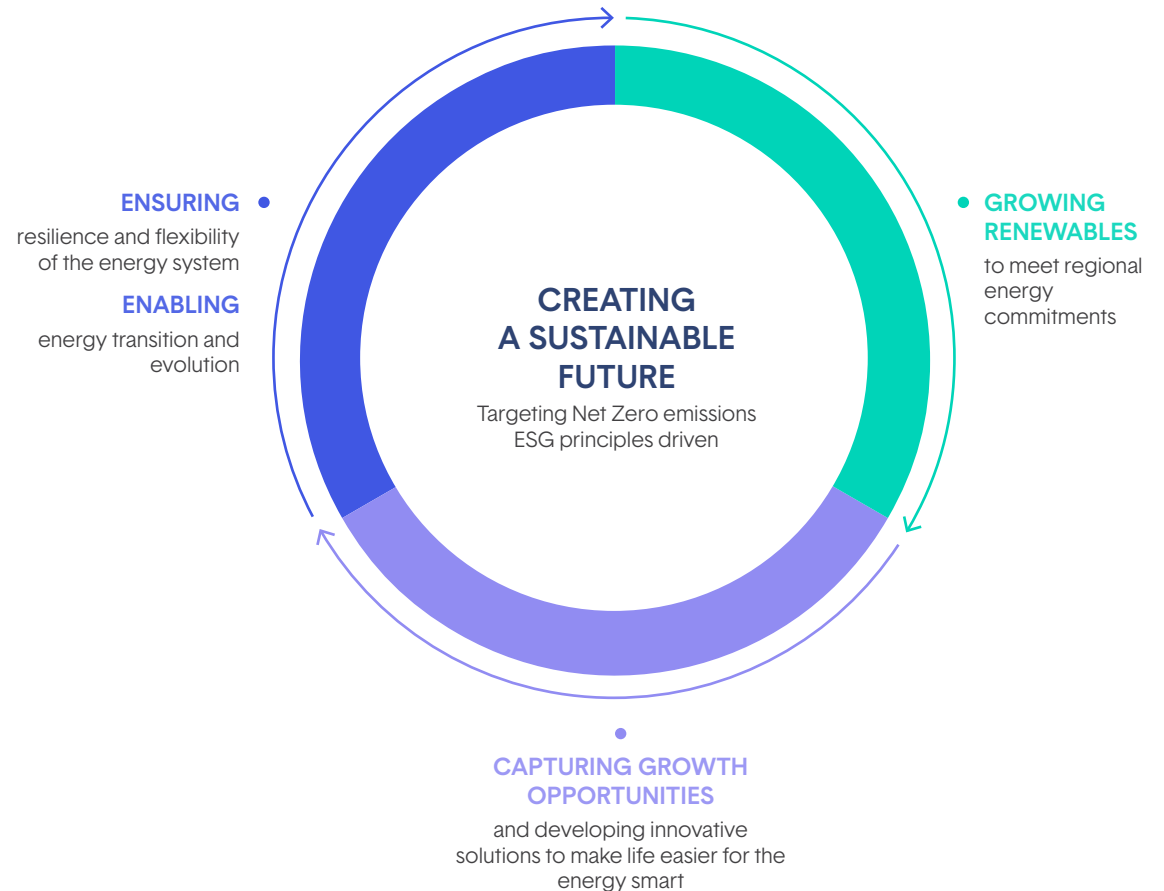 ENSURING
resilience and flexibility
of the energy system
ENABLING
energy transition and
evolution
CREATING
A SUSTAINABLE
FUTURE
Targeting Net Zero emissions
ESG principles driven
GROWING
RENEWABLES
to meet regional
energy
commitments
CAPTURING GROWTH
OPPORTUNITIES
and developing innovative
solutions to make life easier for the
energy smart